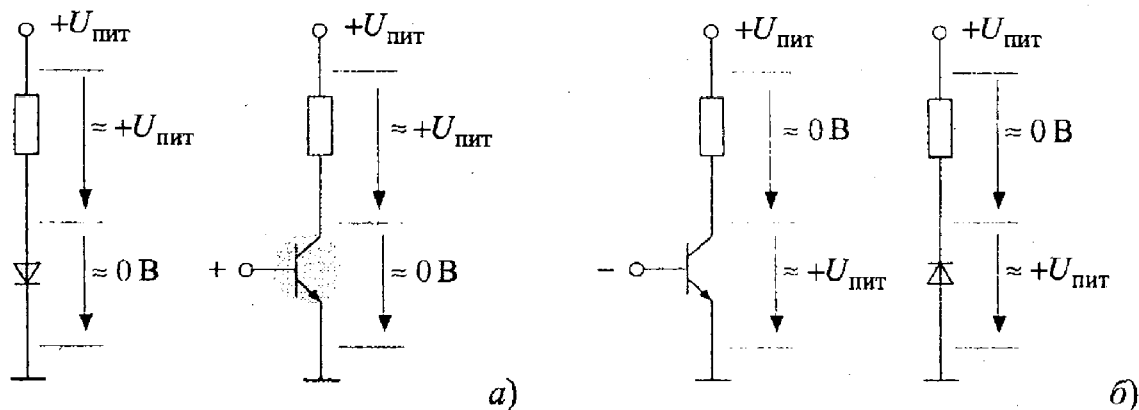 +Uпит
+Uпит
+Uпит
+Uпит
≈ +Uпит
≈ +Uпит
≈ 0 В
≈ 0 В
≈ 0 В
+
≈ 0 В
−
≈ +Uпит
≈ +Uпит
а)
б)